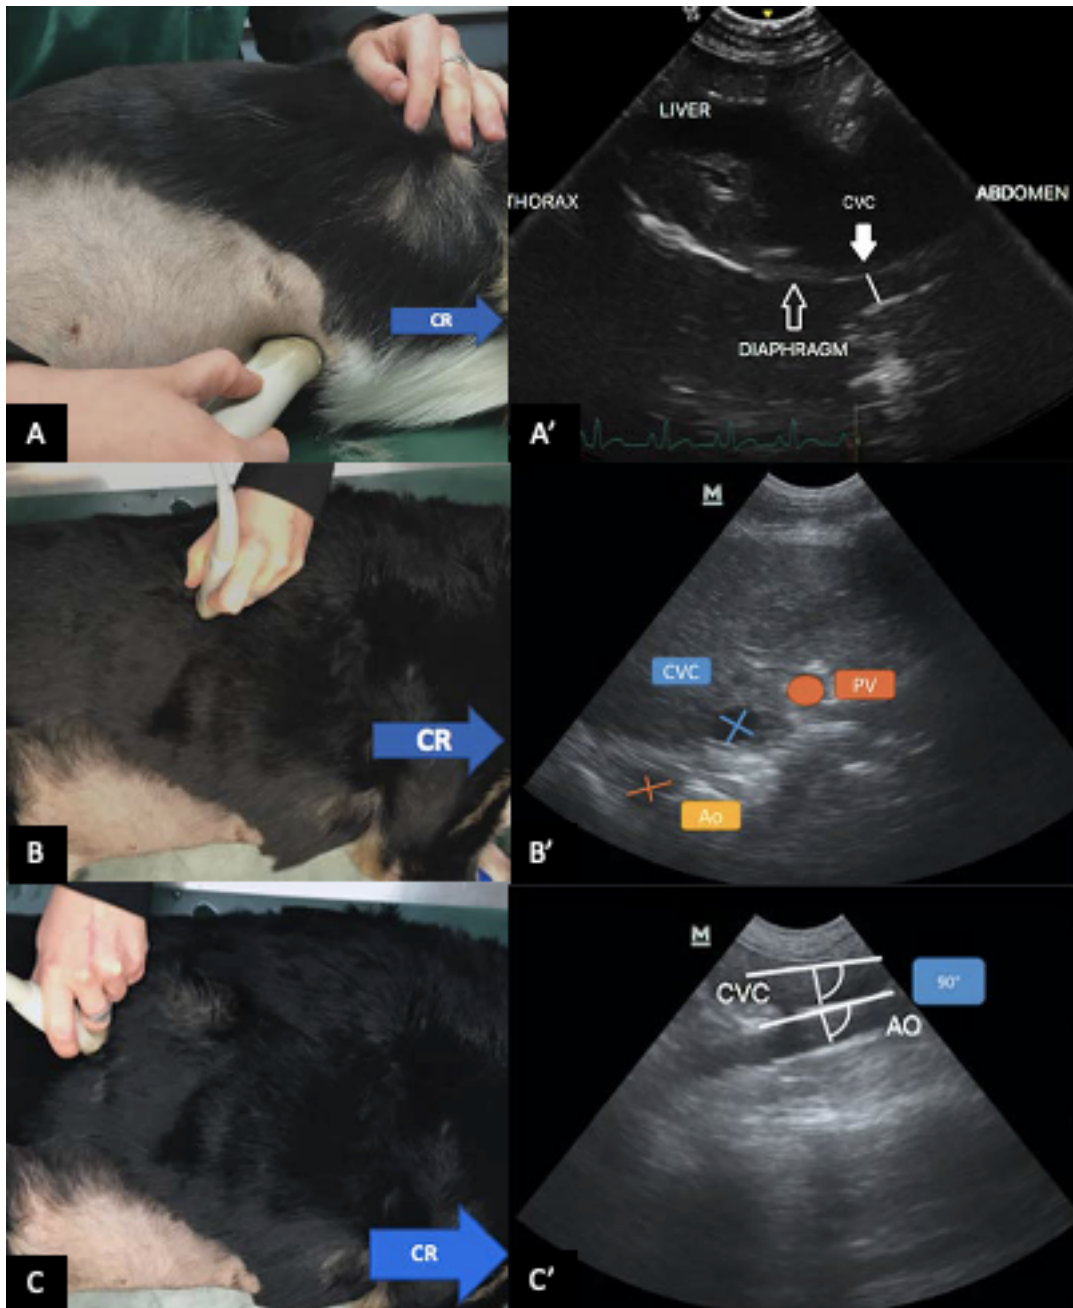 LIVER
THORAX
ABDOMEN
CVC
DIAPHRAGM
CR
A
A'
M
CVC
PV
Ao
CR
B
B'
M
CVC
90°
AO
CR
C
C'